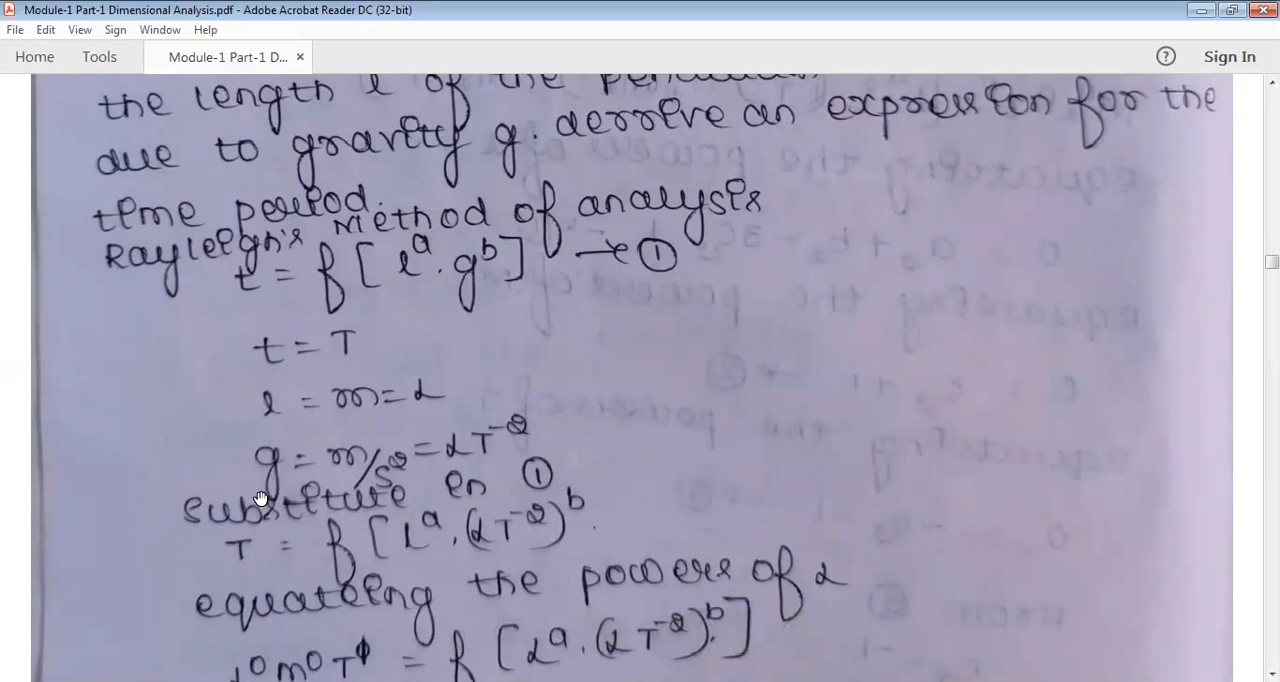 Module-1 Part-1 Dimensional Analysis.pdf - Adobe Acrobat Reader DC (32-bit)
File Edit View Sign Window Help
Home Tools Module-1 Part-1 D... × ? Sign In
the length l of the
due to gravity g. derive an expression for the
time period.
Rayleigh's Method of analysis
t = f [l^a . g^b] → ①
t = T
l = m = L
g = m/s² = LT⁻²
substitute in ①
T = f [L^a . (LT⁻²)^b
equating the powers of L
L⁰M⁰T¹ = f [L^a . (LT⁻²)^b.]